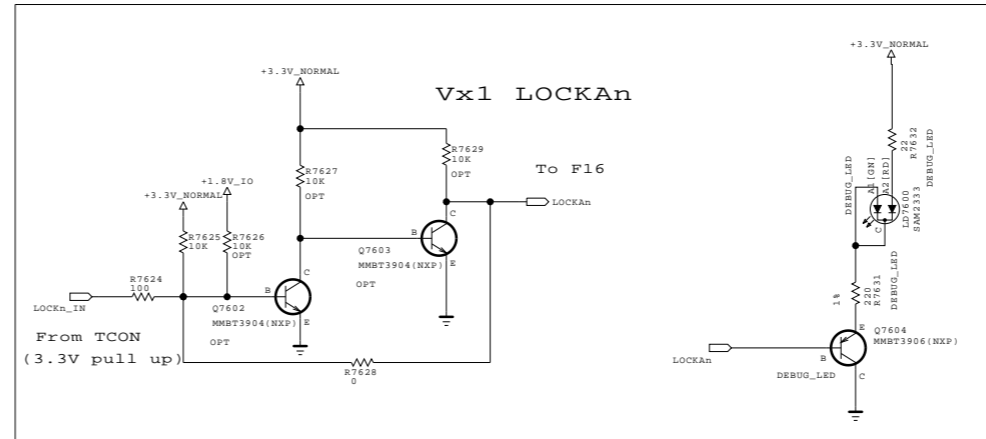 Vx1 LOCKAn
+3.3V_NORMAL
R7627
10K
OPT
R7629
10K
OPT
To F16
LOCKAn
+3.3V_NORMAL
+1.8V_IO
R7625
10K
R7626
10K
OPT
R7624
100
LOCKn_IN
From TCON
(3.3V pull up)
B
C
E
Q7602
MMBT3904(NXP)
OPT
B
C
E
Q7603
MMBT3904(NXP)
OPT
R7628
0
+3.3V_NORMAL
22
R7632
DEBUG_LED
DEBUG_LED
A1[GN]
A2[RD]
C
LD7600
SAM2333
DEBUG_LED
1%
220
R7631
E
Q7604
MMBT3906(NXP)
LOCKAn
B
C
DEBUG_LED